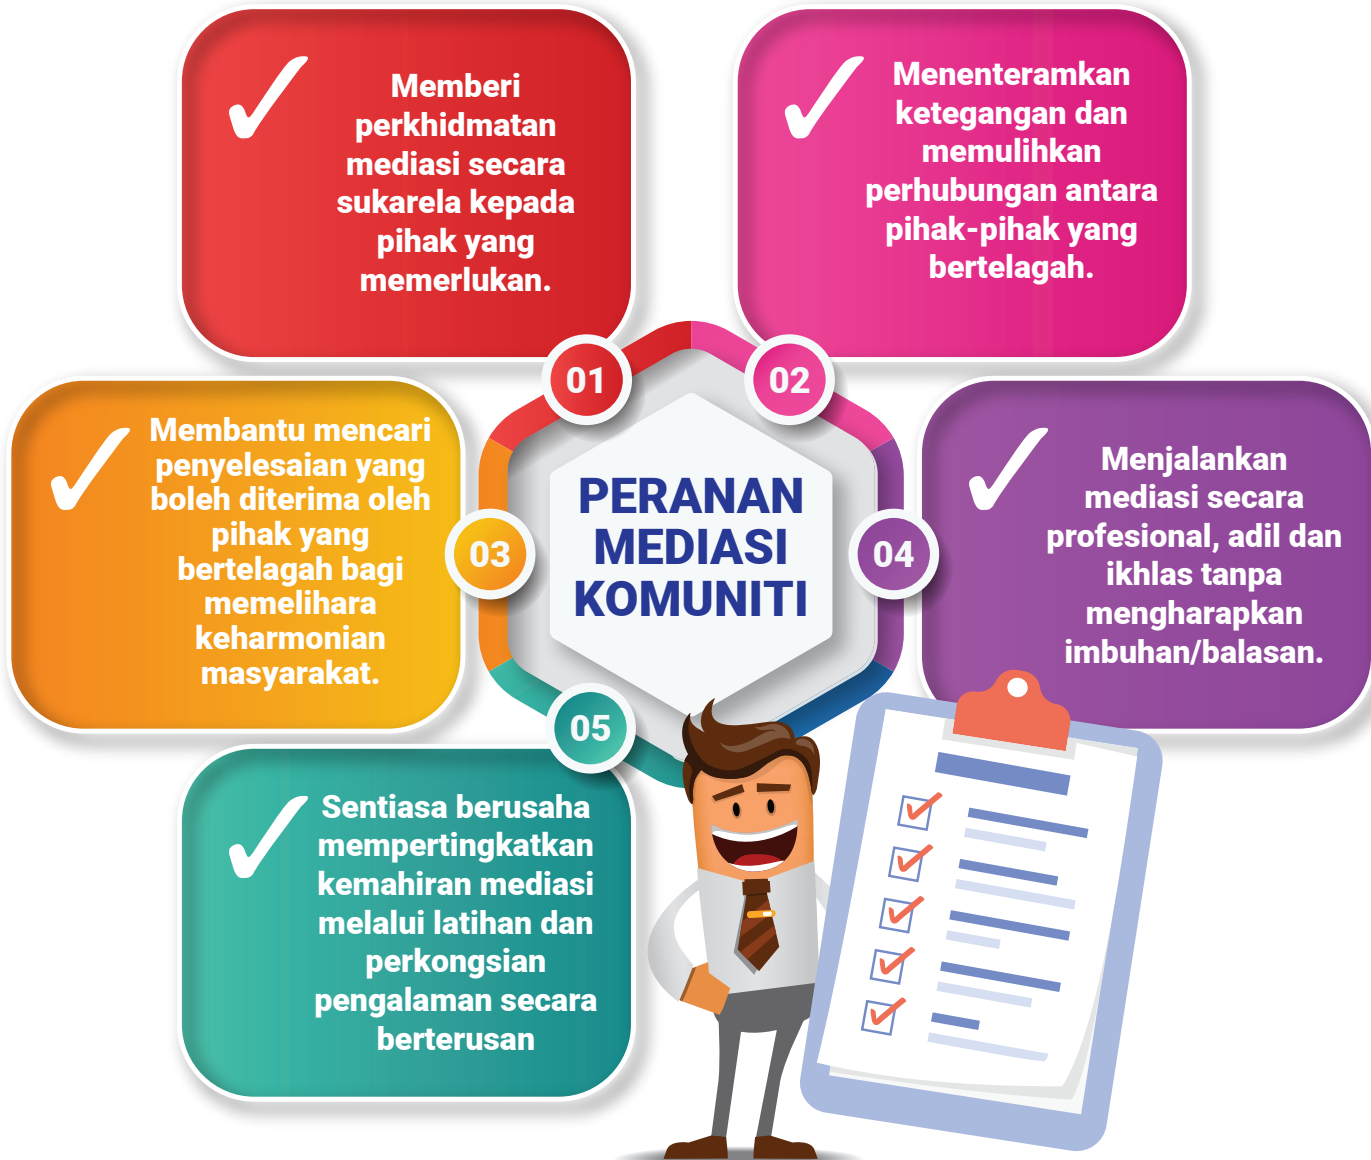 Memberi
perkhidmatan
mediasi secara
sukarela kepada
pihak yang
memerlukan.
01
Menenteramkan
ketegangan dan
memulihkan
perhubungan antara
pihak-pihak yang
bertelagah.
02
Membantu mencari
penyelesaian yang
boleh diterima oleh
pihak yang
bertelagah bagi
memelihara
keharmonian
masyarakat.
03
PERANAN
MEDIASI
KOMUNITI
04
Menjalankan
mediasi secara
profesional, adil dan
ikhlas tanpa
mengharapkan
imbuhan/balasan.
05
Sentiasa berusaha
mempertingkatkan
kemahiran mediasi
melalui latihan dan
perkongsian
pengalaman secara
berterusan